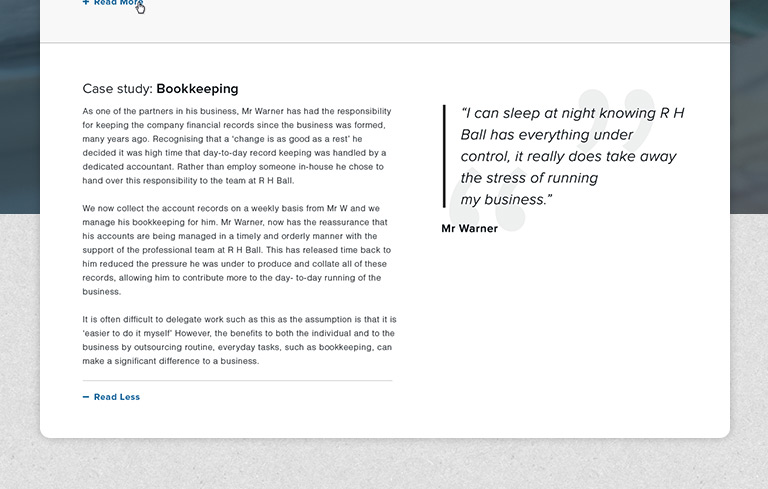 + Read More
Case study: Bookkeeping
As one of the partners in his business, Mr Warner has had the responsibility
for keeping the company financial records since the business was formed,
many years ago. Recognising that a ‘change is as good as a rest’ he
decided it was high time that day-to-day record keeping was handled by a
dedicated accountant. Rather than employ someone in-house he chose to
hand over this responsibility to the team at R H Ball.
We now collect the account records on a weekly basis from Mr W and we
manage his bookkeeping for him. Mr Warner, now has the reassurance that
his accounts are being managed in a timely and orderly manner with the
support of the professional team at R H Ball. This has released time back to
him reduced the pressure he was under to produce and collate all of these
records, allowing him to contribute more to the day- to-day running of the
business.
It is often difficult to delegate work such as this as the assumption is that it is
‘easier to do it myself’ However, the benefits to both the individual and to the
business by outsourcing routine, everyday tasks, such as bookkeeping, can
make a significant difference to a business.
– Read Less
“I can sleep at night knowing R H
Ball has everything under
control, it really does take away
the stress of running
my business.”
Mr Warner